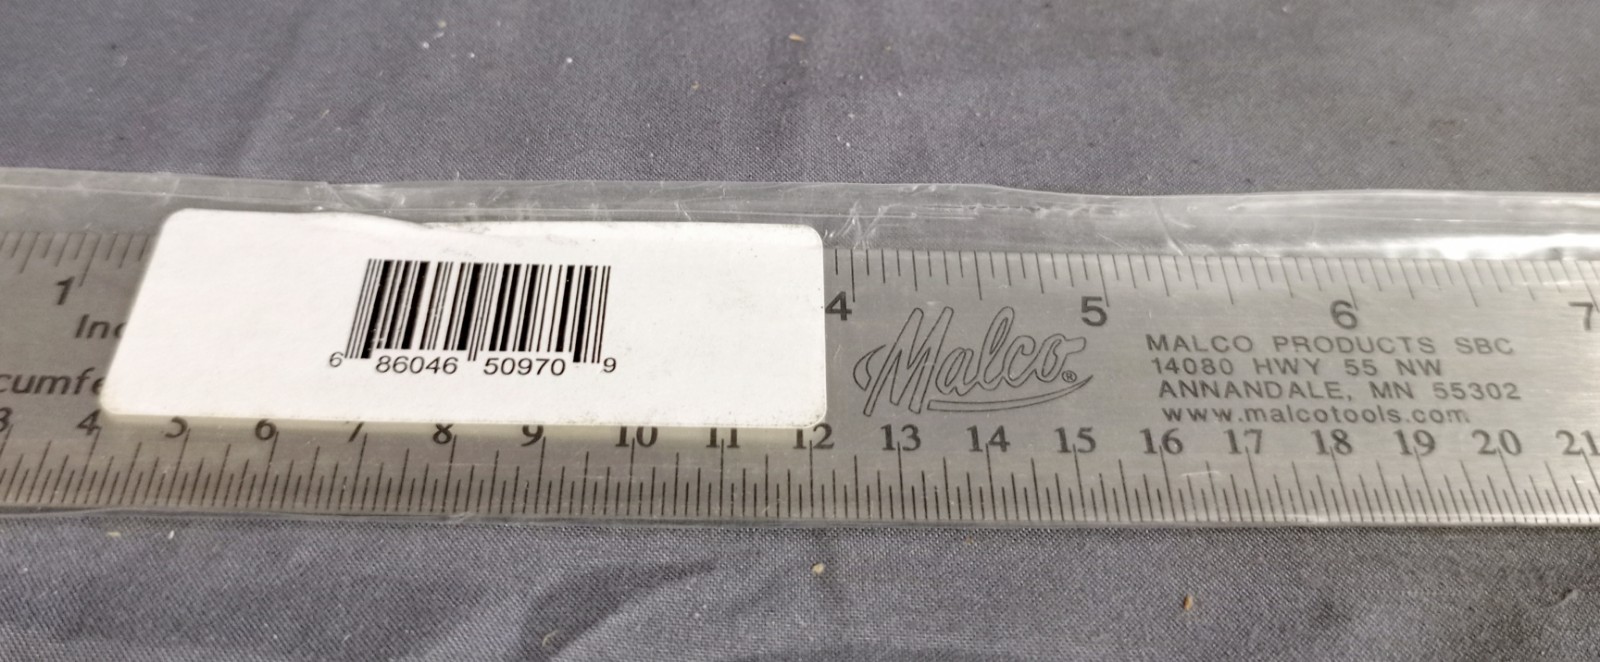 1 4 5 6 7
Inc
cumfe
6 86046 50970 9
Malco®
MALCO PRODUCTS SBC
14080 HWY 55 NW
ANNANDALE, MN 55302
www.malcotools.com
3 4 5 6 7 8 9 10 11 12 13 14 15 16 17 18 19 20 21